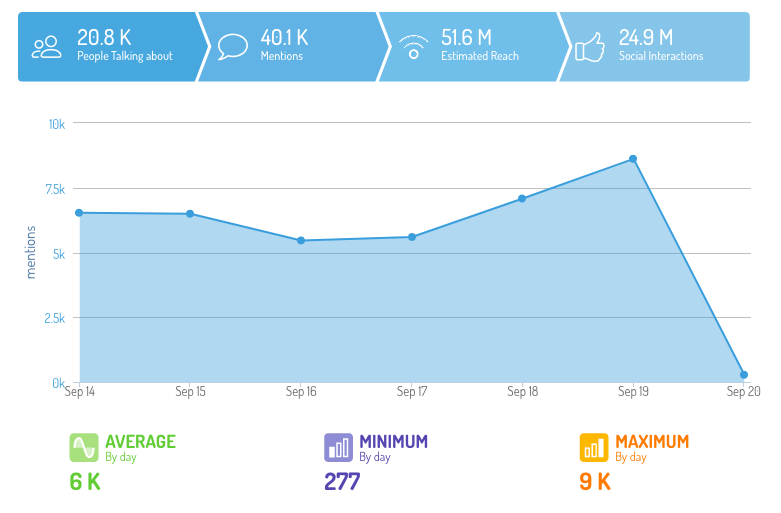 20.8 K
People Talking about
40.1 K
Mentions
51.6 M
Estimated Reach
24.9 M
Social Interactions
10k
7.5k
5k
2.5k
0k
mentions
Sep 14 Sep 15 Sep 16 Sep 17 Sep 18 Sep 19 Sep 20
AVERAGE
By day
6 K
MINIMUM
By day
277
MAXIMUM
By day
9 K